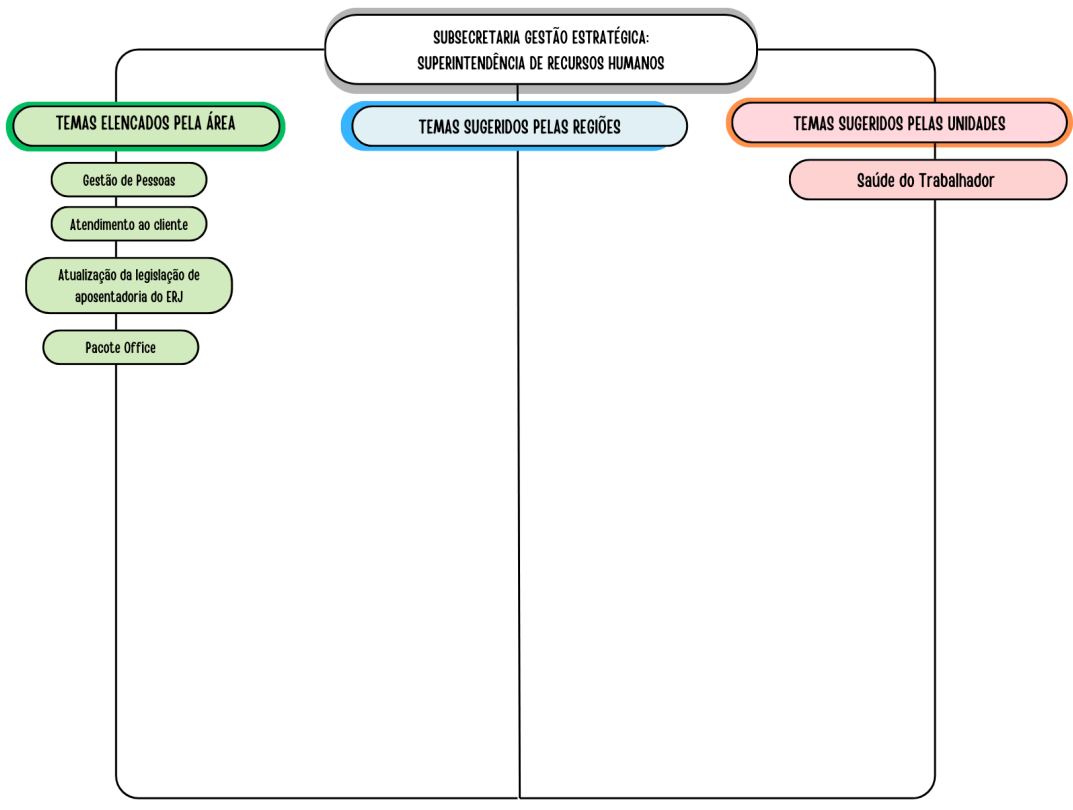 SUBSECRETARIA GESTÃO ESTRATÉGICA:
SUPERINTENDÊNCIA DE RECURSOS HUMANOS
TEMAS ELENCADOS PELA ÁREA
Gestão de Pessoas
Atendimento ao cliente
Atualização da legislação de
aposentadoria do ERJ
Pacote Office
TEMAS SUGERIDOS PELAS REGIÕES
TEMAS SUGERIDOS PELAS UNIDADES
Saúde do Trabalhador